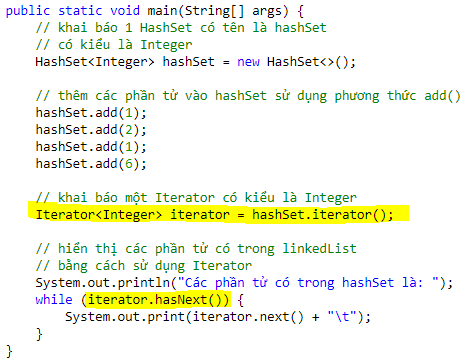 public static void main(String[] args) {
// khai báo 1 HashSet có tên là hashSet
// có kiểu là Integer
HashSet<Integer> hashSet = new HashSet<>();
// thêm các phần tử vào hashSet sử dụng phương thức add()
hashSet.add(1);
hashSet.add(2);
hashSet.add(1);
hashSet.add(6);
// khai báo một Iterator có kiểu là Integer
Iterator<Integer> iterator = hashSet.iterator();
// hiển thị các phần tử có trong linkedList
// bằng cách sử dụng Iterator
System.out.println("Các phần tử có trong hashSet là: ");
while (iterator.hasNext()) {
System.out.print(iterator.next() + "\t");
}
}